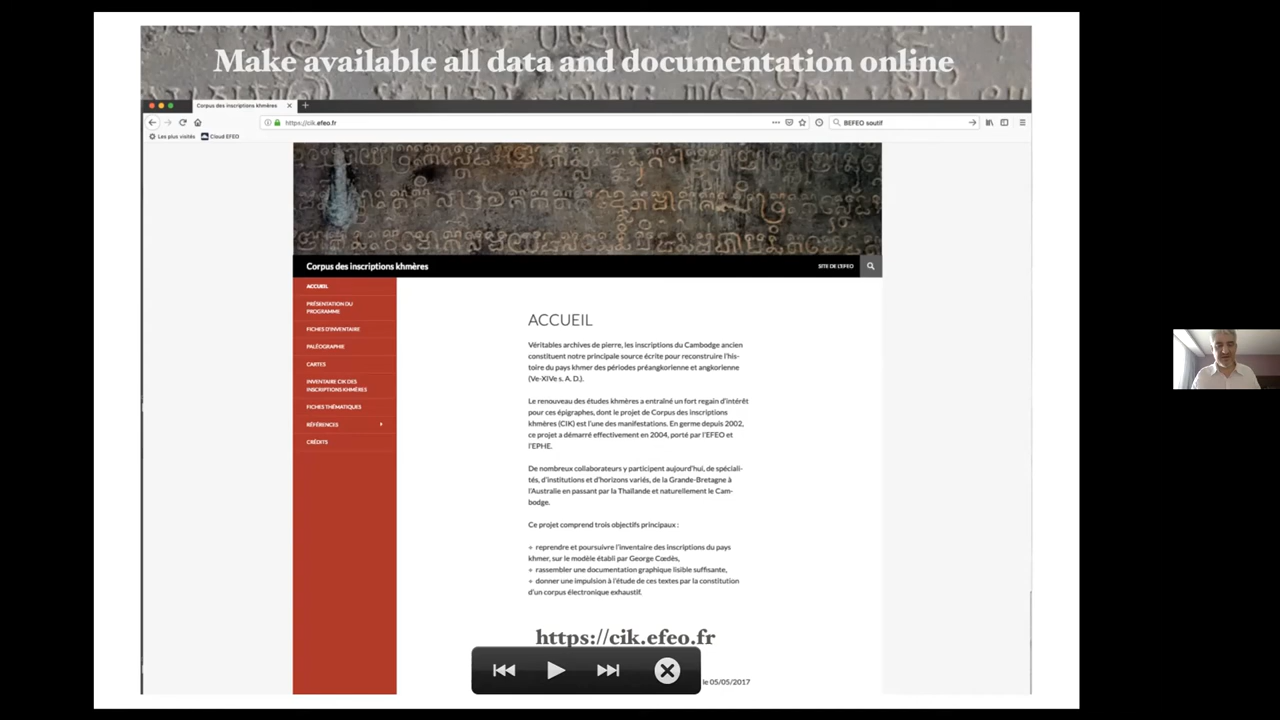 Make available all data and documentation online
Corpus des inscriptions khmères
https://cik.efeo.fr
BEFEO soutif
Les plus visités
Cloud EFEO
Corpus des inscriptions khmères
SITE DE L'EFEO
ACCUEIL
PRÉSENTATION DU
PROGRAMME
FICHES D'INVENTAIRE
PALÉOGRAPHIE
CARTES
INVENTAIRE CIK DES
INSCRIPTIONS KHMÈRES
FICHES THÉMATIQUES
RÉFÉRENCES
CRÉDITS
ACCUEIL
Véritables archives de pierre, les inscriptions du Cambodge ancien
constituent notre principale source écrite pour reconstruire l'his-
toire du pays khmer des périodes préangkorienne et angkorienne
(Ve-XIVe s. A. D.).
Le renouveau des études khmères a entraîné un fort regain d'intérêt
pour ces épigraphes, dont le projet de Corpus des inscriptions
khmères (CIK) est l'une des manifestations. En germe depuis 2002,
ce projet a démarré effectivement en 2004, porté par l'EFEO et
l'EPHE.
De nombreux collaborateurs y participent aujourd'hui, de spéciali-
tés, d'institutions et d'horizons variés, de la Grande-Bretagne à
l'Australie en passant par la Thaïlande et naturellement le Cam-
bodge.
Ce projet comprend trois objectifs principaux :
+ reprendre et poursuivre l'inventaire des inscriptions du pays
khmer, sur le modèle établi par George Cœdès,
+ rassembler une documentation graphique lisible suffisante,
+ donner une impulsion à l'étude de ces textes par la constitution
d'un corpus électronique exhaustif.
https://cik.efeo.fr
le 05/05/2017